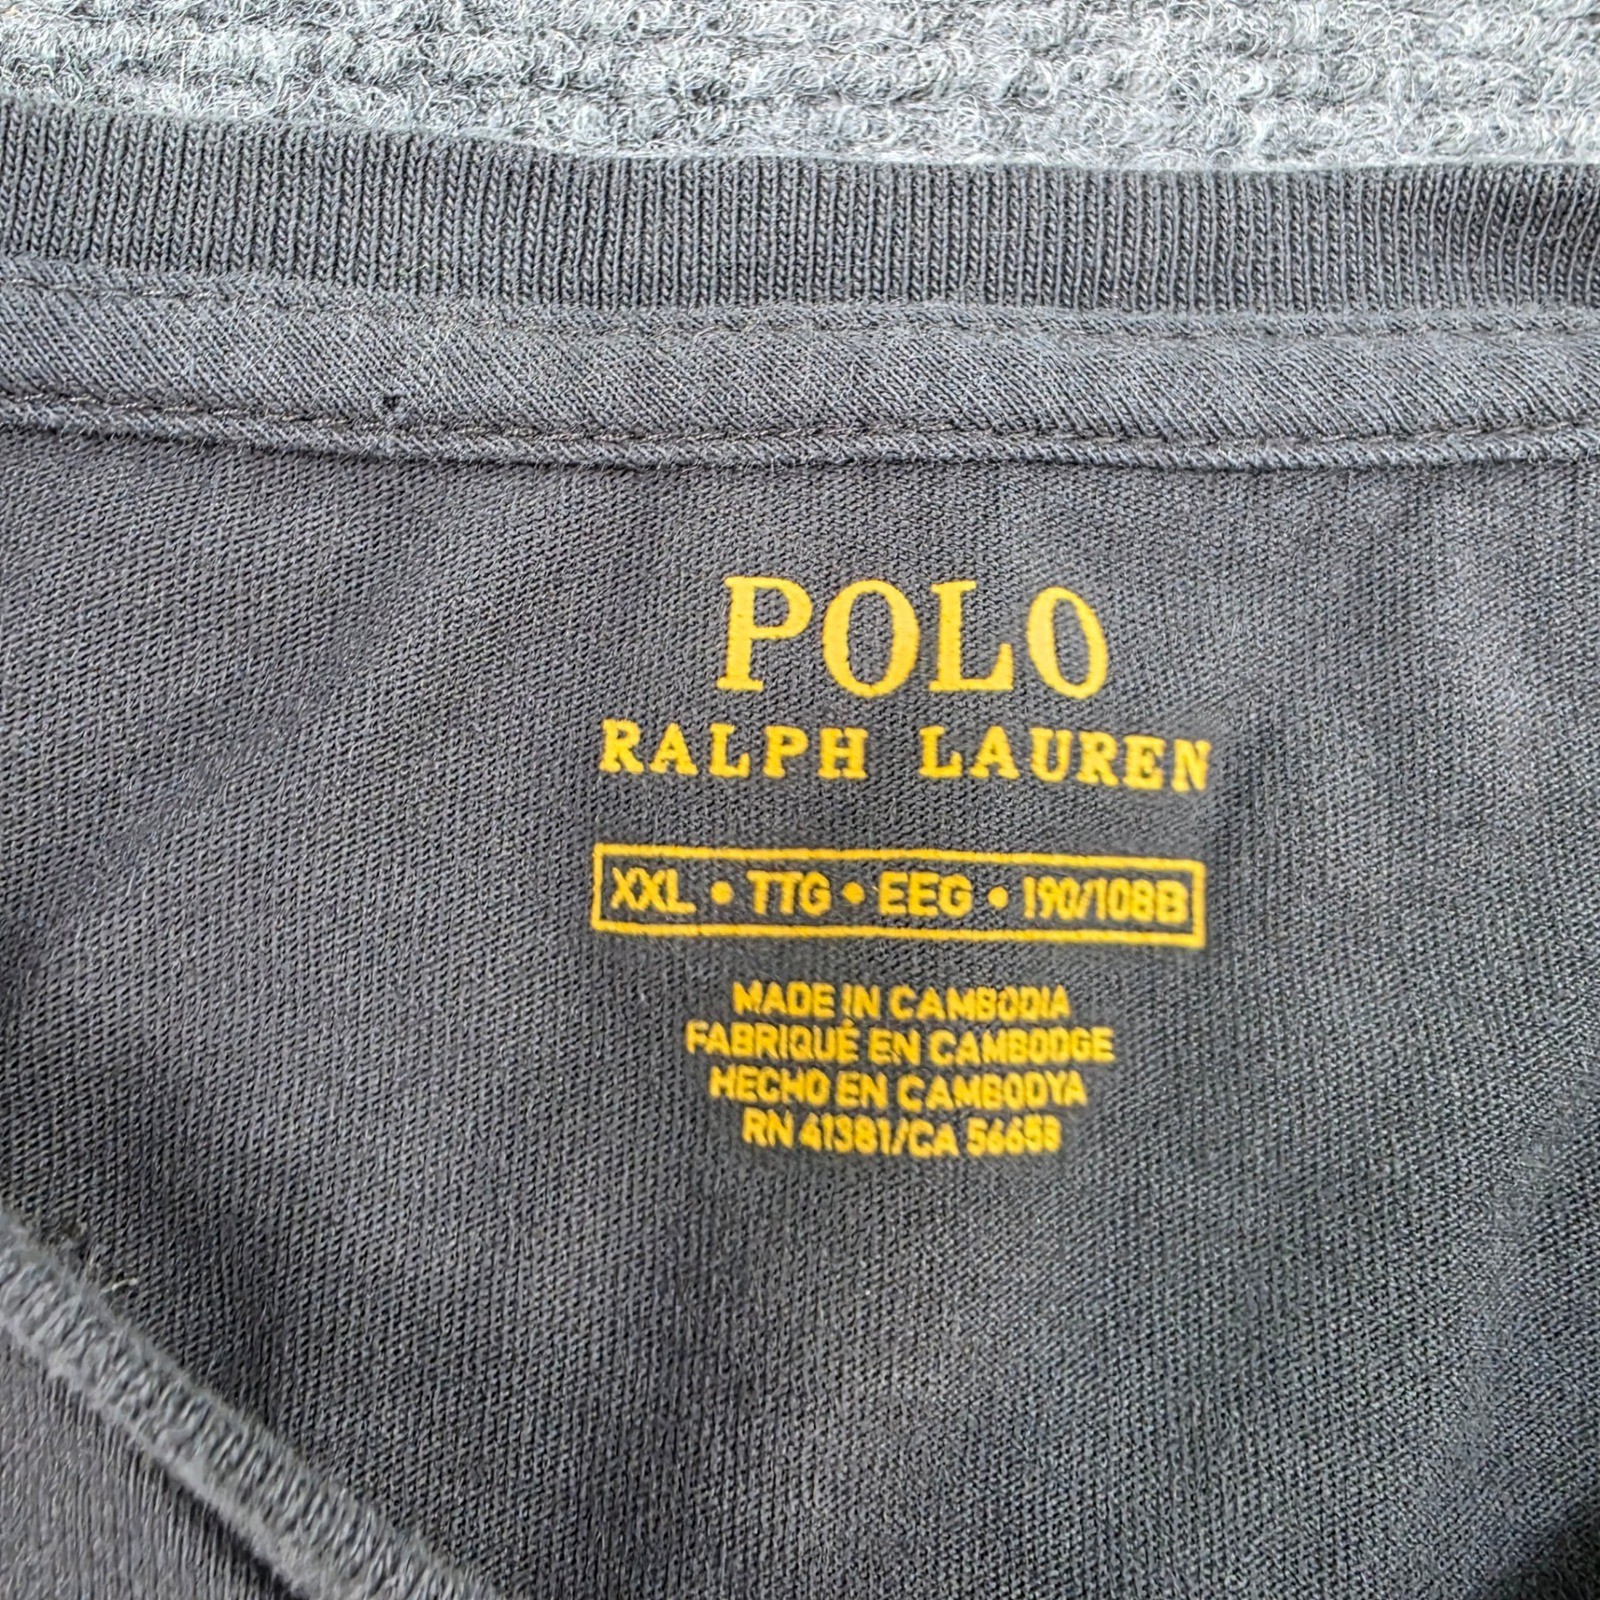 POLO
RALPH LAUREN
XXL • TTG • EEG • 190/108B
MADE IN CAMBODIA
FABRIQUÉ EN CAMBODGE
HECHO EN CAMBODYA
RN 41381/CA 56658